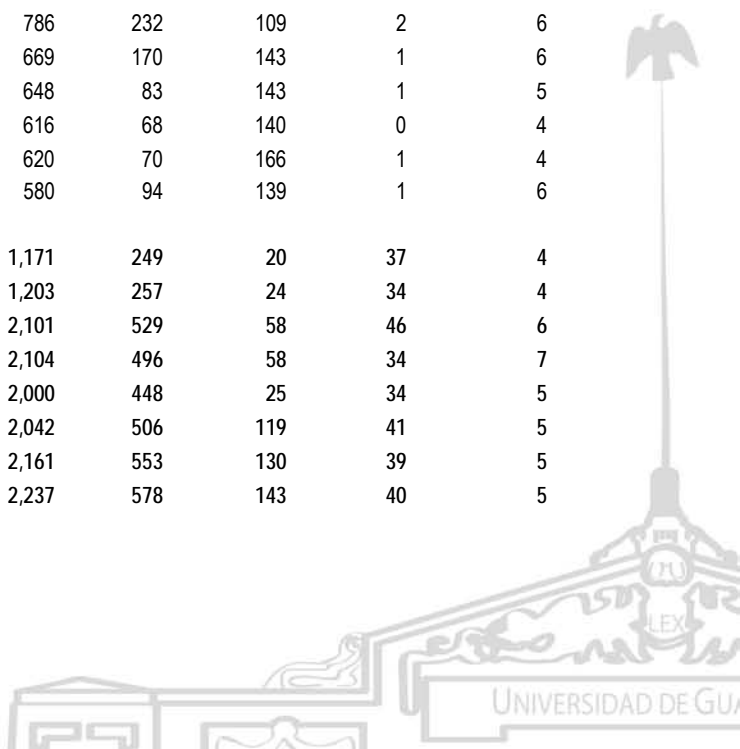 786 232 109 2 6
669 170 143 1 6
648 83 143 1 5
616 68 140 0 4
620 70 166 1 4
580 94 139 1 6
1,171 249 20 37 4
1,203 257 24 34 4
2,101 529 58 46 6
2,104 496 58 34 7
2,000 448 25 34 5
2,042 506 119 41 5
2,161 553 130 39 5
2,237 578 143 40 5
LEX
UNIVERSIDAD DE GUA